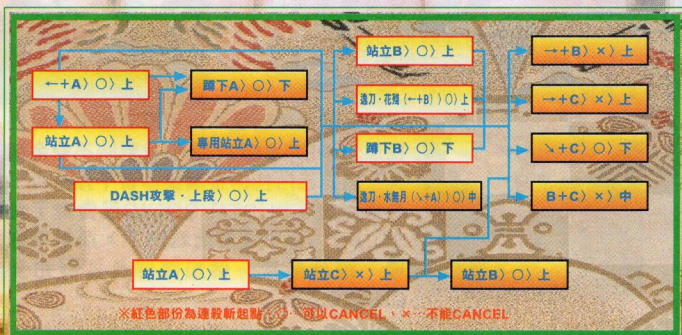 ←+A〉〇〉上
站立A〉〇〉上
蹲下A〉〇〉下
專用站立A〉〇〉上
DASH攻擊・上段〉〇〉上
站立B〉〇〉上
逸刀・花殘(←+B)〉〇〉上
蹲下B〉〇〉下
逸刀・水無月(↘+A)〉〇〉中
→+B〉×〉上
→+C〉×〉上
↘+C〉〇〉下
B+C〉×〉中
站立A〉〇〉上
站立C〉×〉上
站立B〉〇〉上
※紅色部份為連殺斬起點、〇…可以CANCEL、×…不能CANCEL